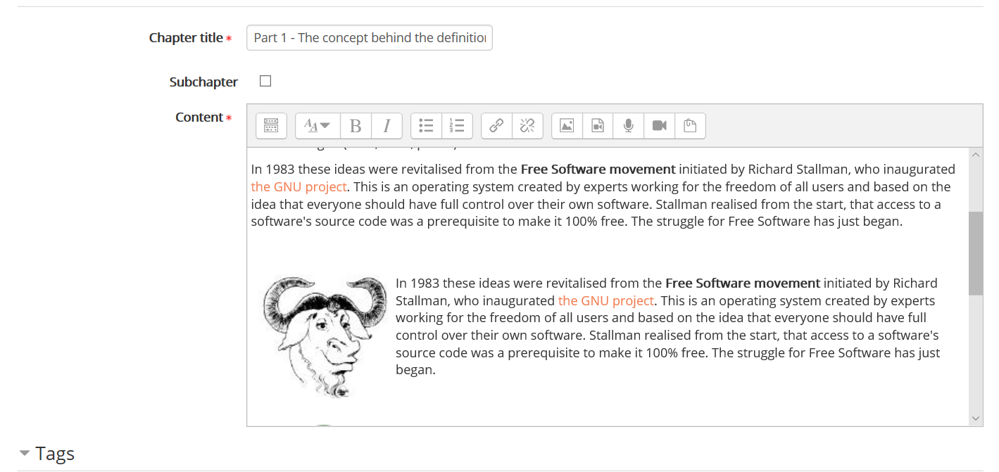 Chapter title *
Part 1 - The concept behind the definition
Subchapter
Content *
In 1983 these ideas were revitalised from the Free Software movement initiated by Richard Stallman, who inaugurated
the GNU project. This is an operating system created by experts working for the freedom of all users and based on the
idea that everyone should have full control over their own software. Stallman realised from the start, that access to a
software's source code was a prerequisite to make it 100% free. The struggle for Free Software has just began.
In 1983 these ideas were revitalised from the Free Software movement initiated by Richard
Stallman, who inaugurated the GNU project. This is an operating system created by experts
working for the freedom of all users and based on the idea that everyone should have full
control over their own software. Stallman realised from the start, that access to a software's
source code was a prerequisite to make it 100% free. The struggle for Free Software has just
began.
Tags